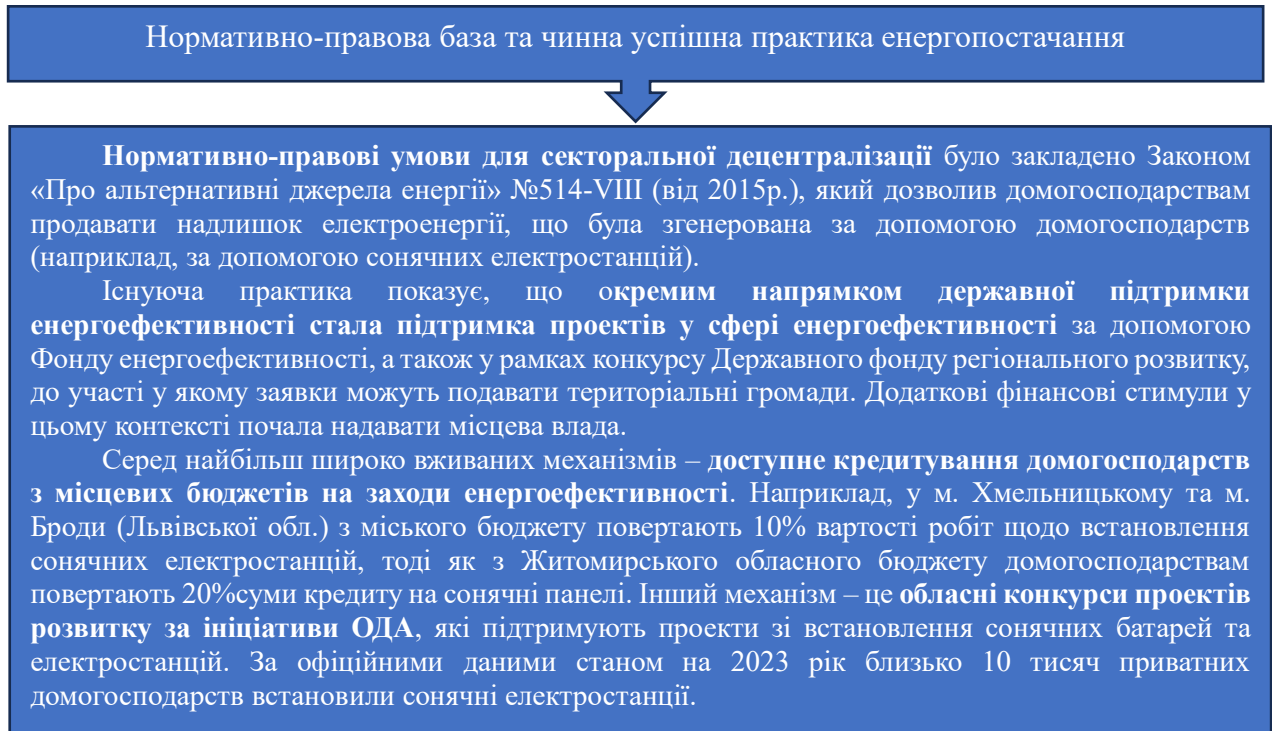 Нормативно-правова база та чинна успішна практика енергопостачання
Нормативно-правові умови для секторальної децентралізації було закладено Законом
«Про альтернативні джерела енергії» №514-VIII (від 2015р.), який дозволив домогосподарствам
продавати надлишок електроенергії, що була згенерована за допомогою домогосподарств
(наприклад, за допомогою сонячних електростанцій).
Існуюча практика показує, що окремим напрямком державної підтримки
енергоефективності стала підтримка проектів у сфері енергоефективності за допомогою
Фонду енергоефективності, а також у рамках конкурсу Державного фонду регіонального розвитку,
до участі у якому заявки можуть подавати територіальні громади. Додаткові фінансові стимули у
цьому контексті почала надавати місцева влада.
Серед найбільш широко вживаних механізмів – доступне кредитування домогосподарств
з місцевих бюджетів на заходи енергоефективності. Наприклад, у м. Хмельницькому та м.
Броди (Львівської обл.) з міського бюджету повертають 10% вартості робіт щодо встановлення
сонячних електростанцій, тоді як з Житомирського обласного бюджету домогосподарствам
повертають 20%суми кредиту на сонячні панелі. Інший механізм – це обласні конкурси проектів
розвитку за ініціативи ОДА, які підтримують проекти зі встановлення сонячних батарей та
електростанцій. За офіційними даними станом на 2023 рік близько 10 тисяч приватних
домогосподарств встановили сонячні електростанції.